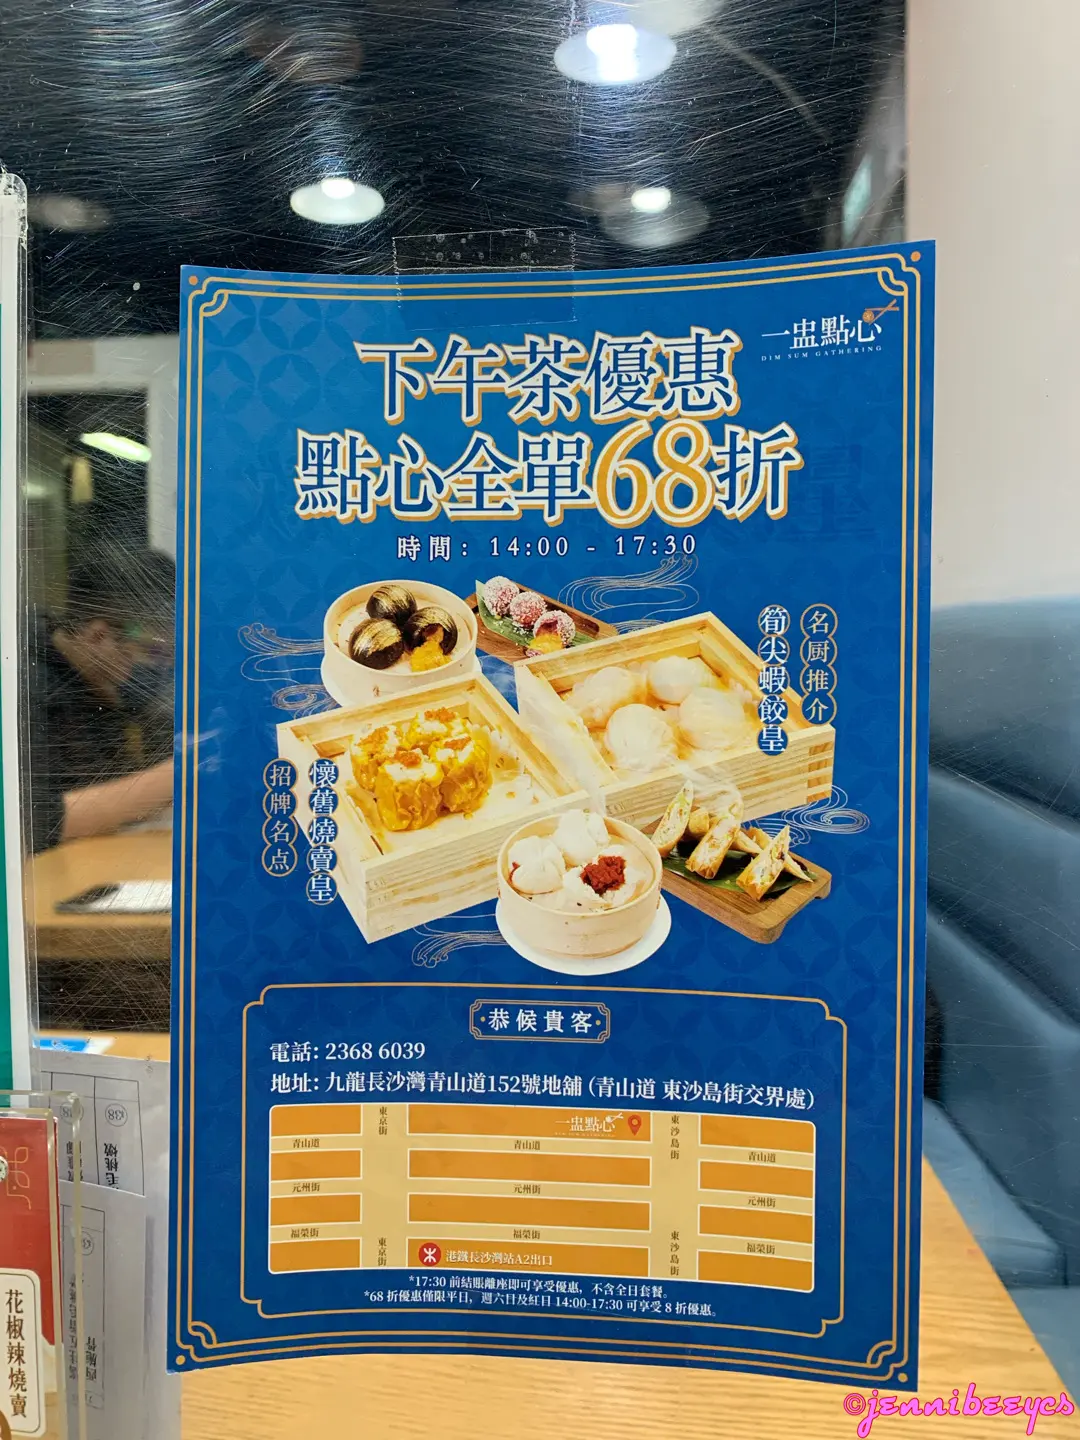 一盅點心
DIM SUM GATHERING
下午茶優惠
點心全單68折
時間: 14:00 - 17:30
名厨推介
筍尖蝦餃皇
招牌名点
懷舊燒賣皇
恭候貴客
電話: 2368 6039
地址: 九龍長沙灣青山道152號地舖 (青山道 東沙島街交界處)
東京街
一盅點心
東沙島街
青山道
青山道
青山道
元州街
元州街
元州街
福榮街
福榮街
福榮街
東京街
港鐵長沙灣站A2出口
東沙島街
*17:30 前結賬離座即可享受優惠，不含全日套餐。
*68 折優惠僅限平日，週六日及紅日 14:00-17:30 可享受 8 折優惠。
花椒辣燒賣
©jennibeeycs